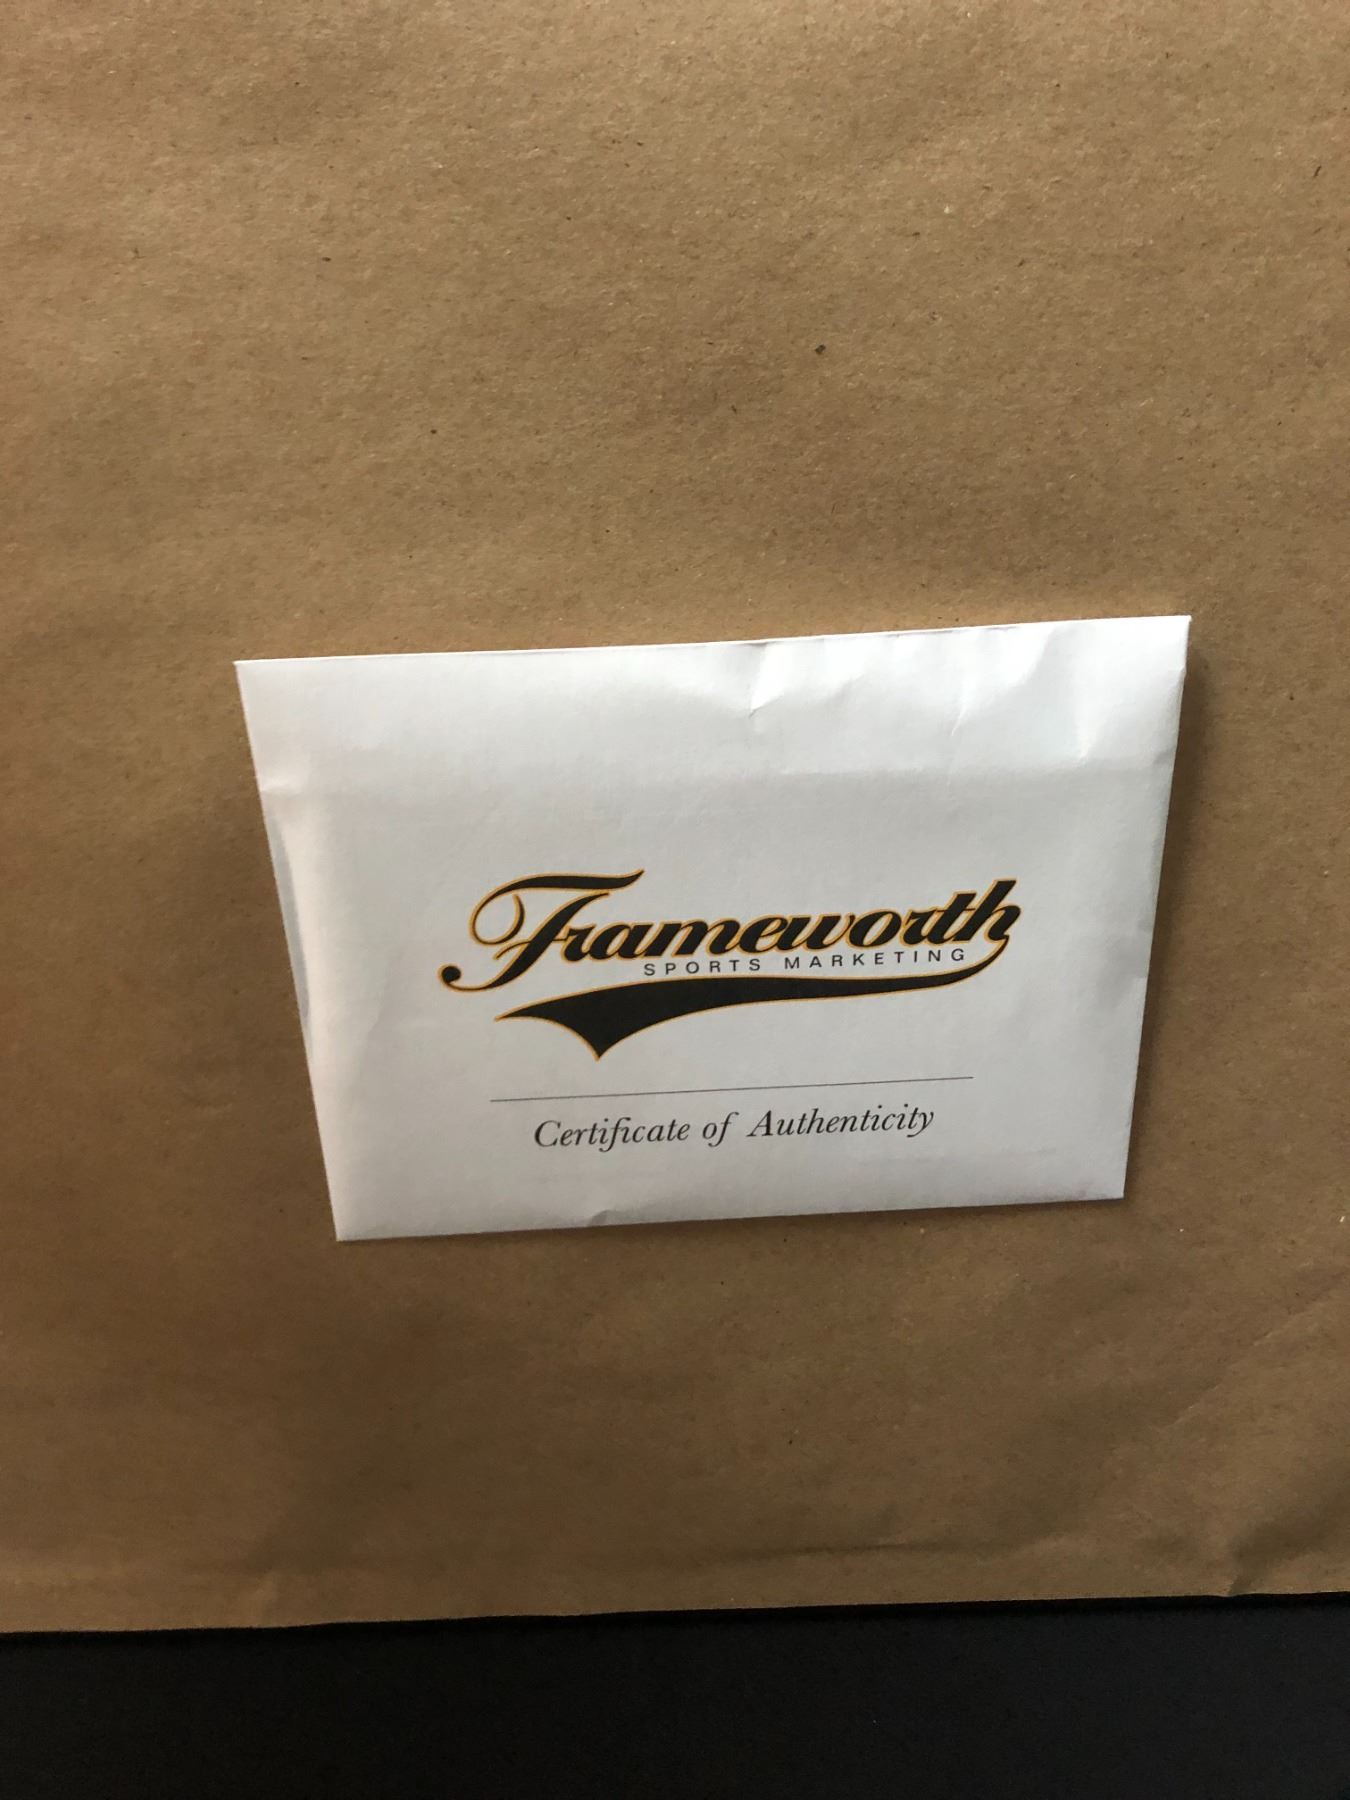 Frameworth
SPORTS MARKETING
Certificate of Authenticity